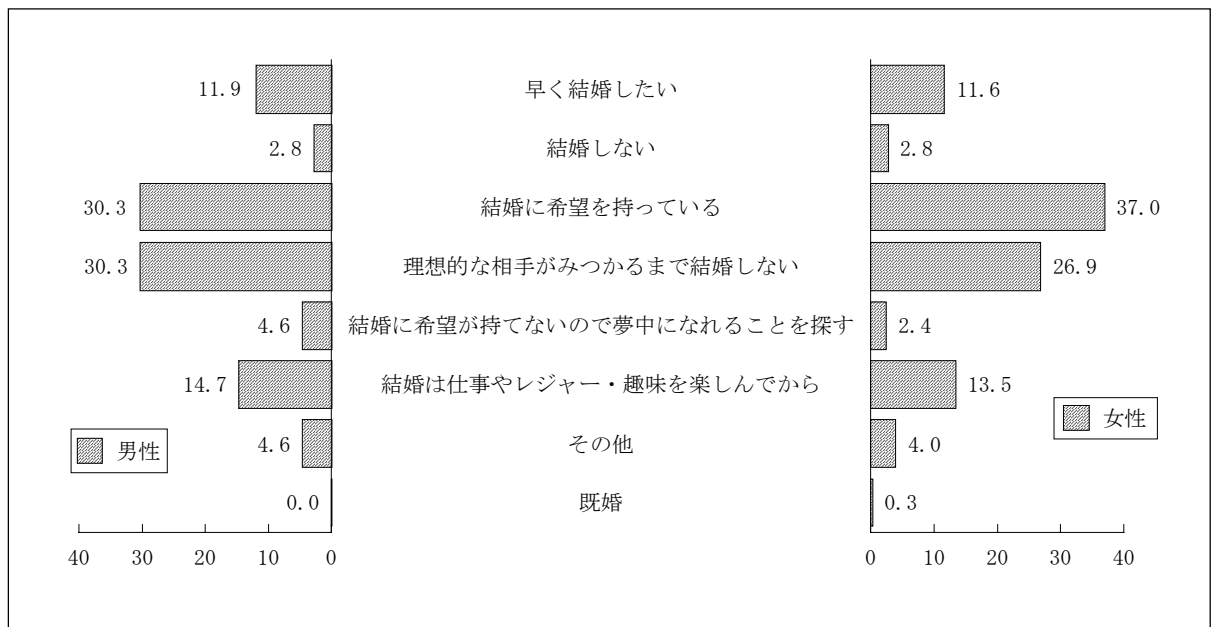 11.9 早く結婚したい 11.6
2.8 結婚しない 2.8
30.3 結婚に希望を持っている 37.0
30.3 理想的な相手がみつかるまで結婚しない 26.9
4.6 結婚に希望が持てないので夢中になれることを探す 2.4
14.7 結婚は仕事やレジャー・趣味を楽しんでから 13.5
男性 4.6 その他 4.0 女性
0.0 既婚 0.3
40 30 20 10 0 0 10 20 30 40